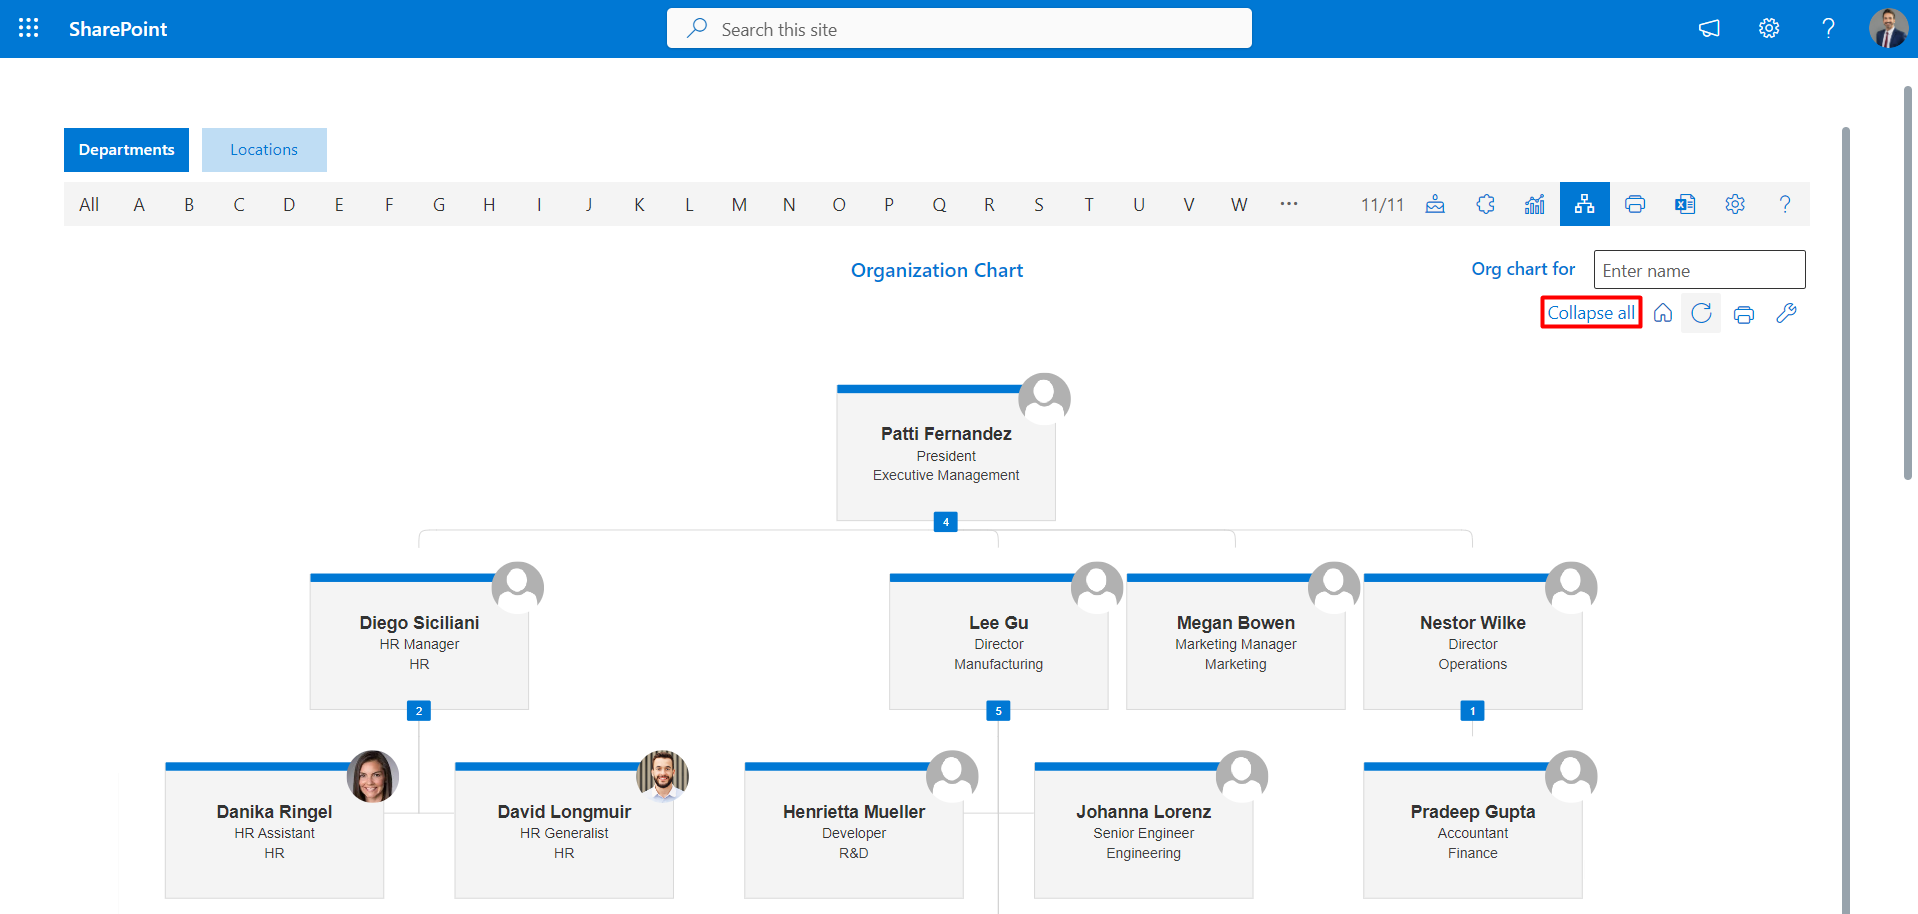 SharePoint
Search this site
Departments
Locations
All A B C D E F G H I J K L M N O P Q R S T U V W ··· 11/11
Organization Chart
Org chart for
Enter name
Collapse all
Patti Fernandez
President
Executive Management
4
Diego Siciliani
HR Manager
HR
2
Lee Gu
Director
Manufacturing
5
Megan Bowen
Marketing Manager
Marketing
Nestor Wilke
Director
Operations
1
Danika Ringel
HR Assistant
HR
David Longmuir
HR Generalist
HR
Henrietta Mueller
Developer
R&D
Johanna Lorenz
Senior Engineer
Engineering
Pradeep Gupta
Accountant
Finance